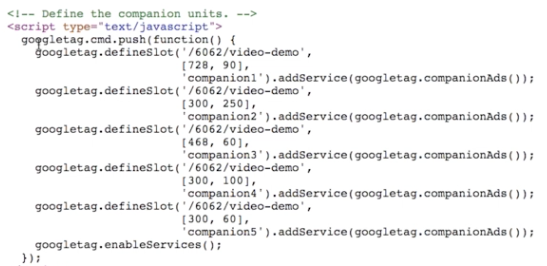 <!-- Define the companion units. -->
<script type="text/javascript">
googletag.cmd.push(function() {
googletag.defineSlot('/6062/video-demo',
[728, 90],
'companion1').addService(googletag.companionAds());
googletag.defineSlot('/6062/video-demo',
[300, 250],
'companion2').addService(googletag.companionAds());
googletag.defineSlot('/6062/video-demo',
[468, 60],
'companion3').addService(googletag.companionAds());
googletag.defineSlot('/6062/video-demo',
[300, 100],
'companion4').addService(googletag.companionAds());
googletag.defineSlot('/6062/video-demo',
[300, 60],
'companion5').addService(googletag.companionAds());
googletag.enableServices();
});